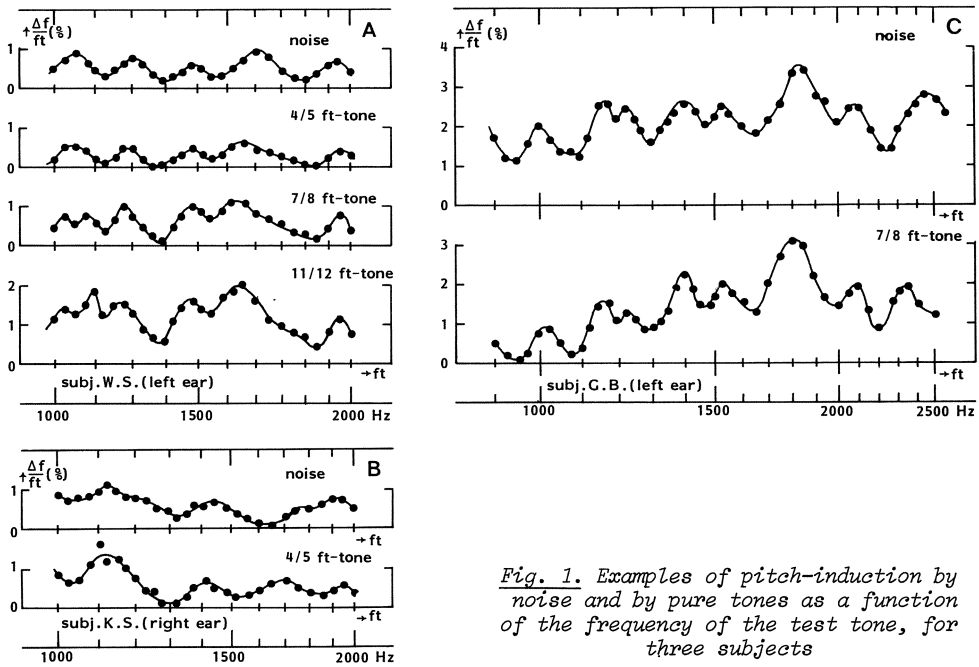 A
↑Δf/ft(%)
noise
1
0
4/5 ft-tone
1
0
7/8 ft-tone
1
0
11/12 ft-tone
2
1
0
→ft
subj.W.S.(left ear)
1000 1500 2000 Hz
B
↑Δf/ft(%)
noise
1
0
→ft
4/5 ft-tone
1
0
→ft
subj.K.S.(right ear)
1000 1500 2000 Hz
C
↑Δf/ft(%)
noise
4
3
2
1
0
→ft
7/8 ft-tone
3
2
1
0
→ft
subj.G.B.(left ear)
1000 1500 2000 2500 Hz
Fig. 1. Examples of pitch-induction by
noise and by pure tones as a function
of the frequency of the test tone, for
three subjects